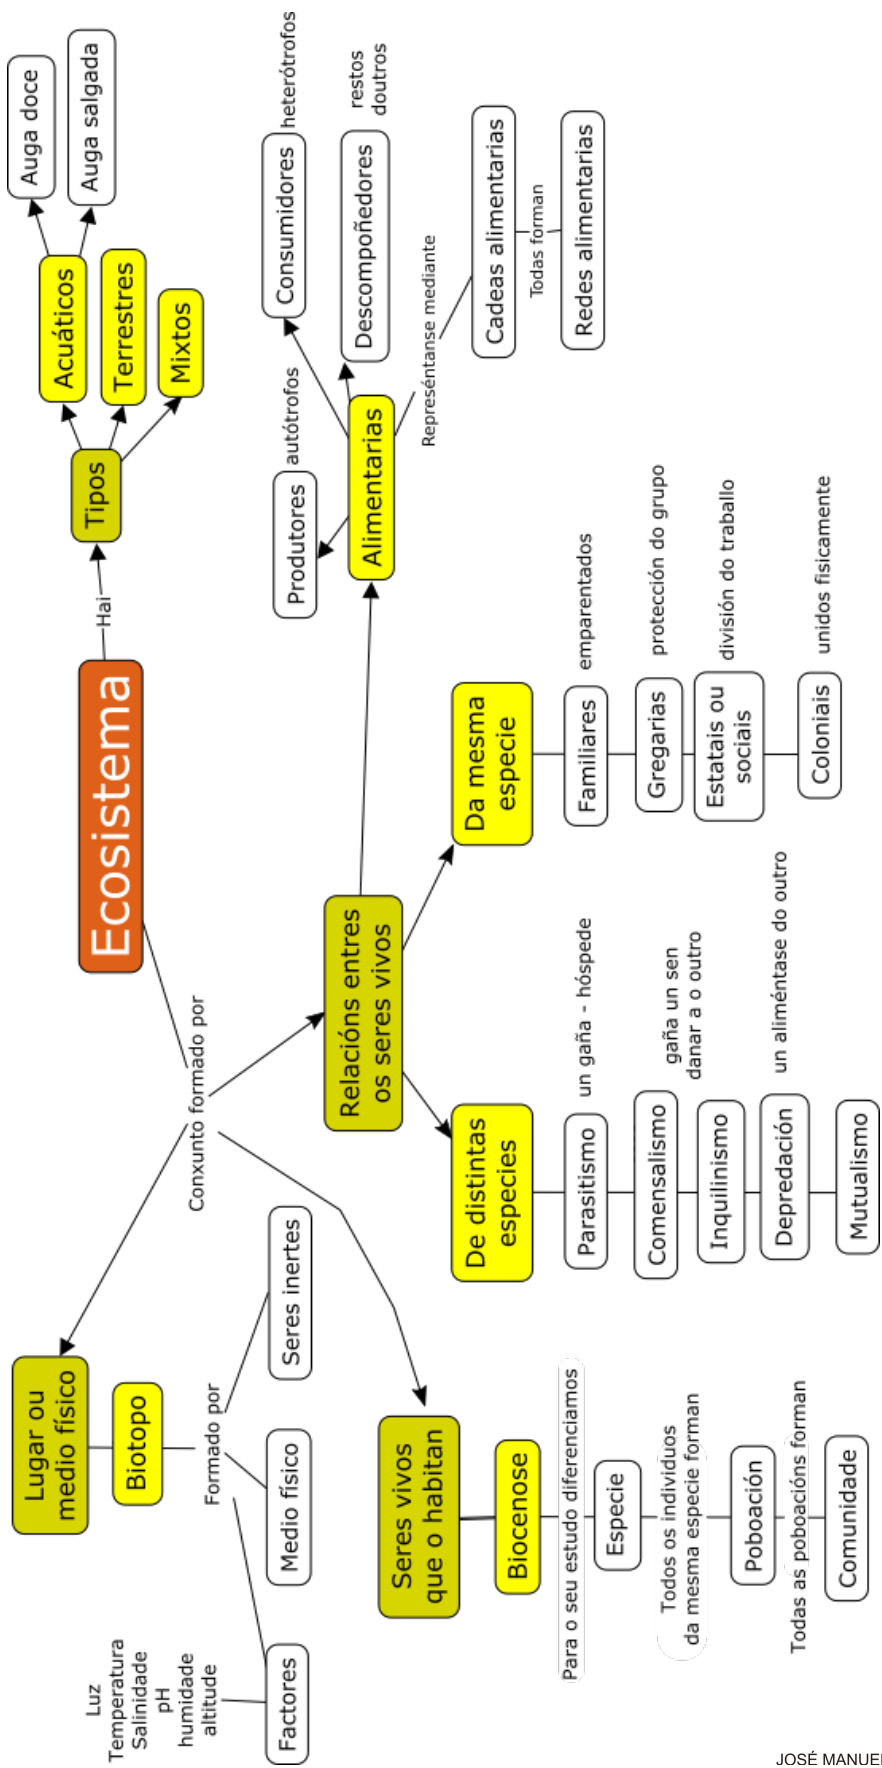 Ecosistema
Hai
Tipos
Acuáticos
Auga doce
Auga salgada
Terrestres
Mixtos
Conxunto formado por
Lugar ou
medio físico
Biotopo
Formado por
Factores
Luz
Temperatura
Salinidade
pH
humidade
altitude
Medio físico
Seres inertes
Seres vivos
que o habitan
Biocenose
Para o seu estudo diferenciamos
Especie
Todos os individuos
da mesma especie forman
Poboación
Todas as poboacións forman
Comunidade
Relacións entres
os seres vivos
De distintas
especies
Parasitismo
un gaña - hóspede
Comensalismo
gaña un sen
danar a o outro
Inquilinismo
Depredación
un aliméntase do outro
Mutualismo
Da mesma
especie
Familiares
emparentados
Gregarias
protección do grupo
Estatais ou
sociais
división do traballo
Coloniais
unidos fisicamente
Alimentarias
Produtores
autótrofos
Consumidores
heterótrofos
Descompoñedores
restos
doutros
Represéntanse mediante
Cadeas alimentarias
Todas forman
Redes alimentarias
JOSÉ MANUEL